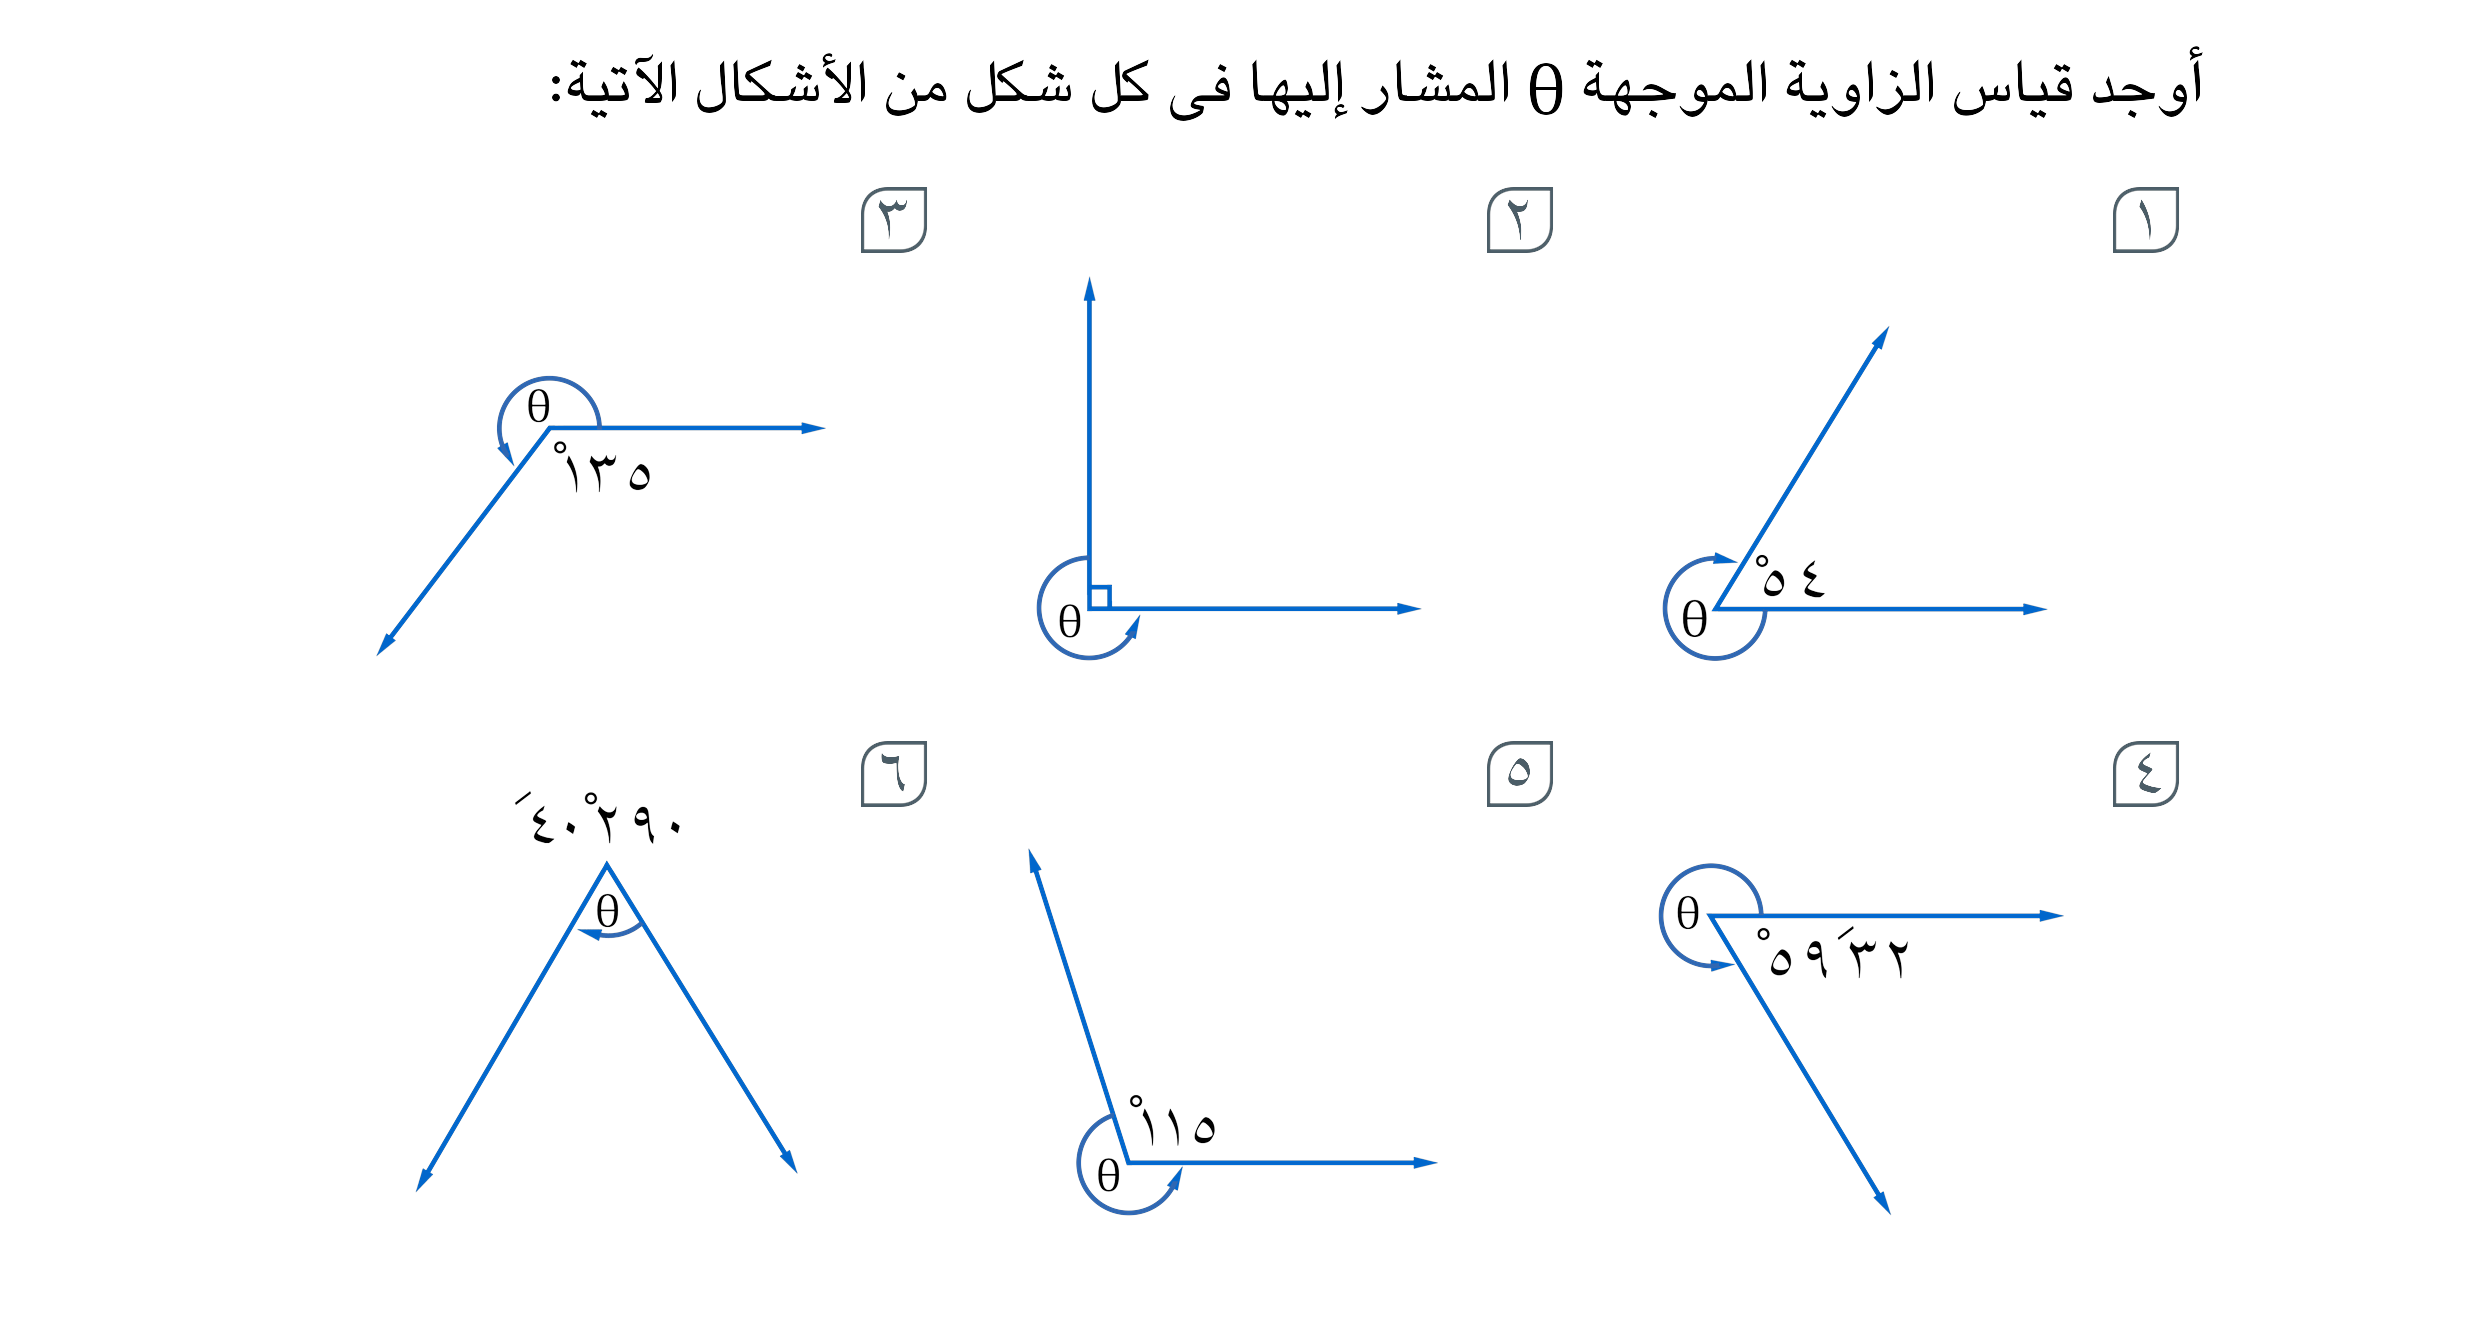 أوجد قياس الزاوية الموجهة θ المشار إليها فى كل شكل من الأشكال الآتية:
١ ٢ ٣
θ ٥٤°
θ
θ ١٣٥°
٤ ٥ ٦
θ ٥٩° ٣٢′
θ ١١٥°
٢٩٠° ٤٠′
θ